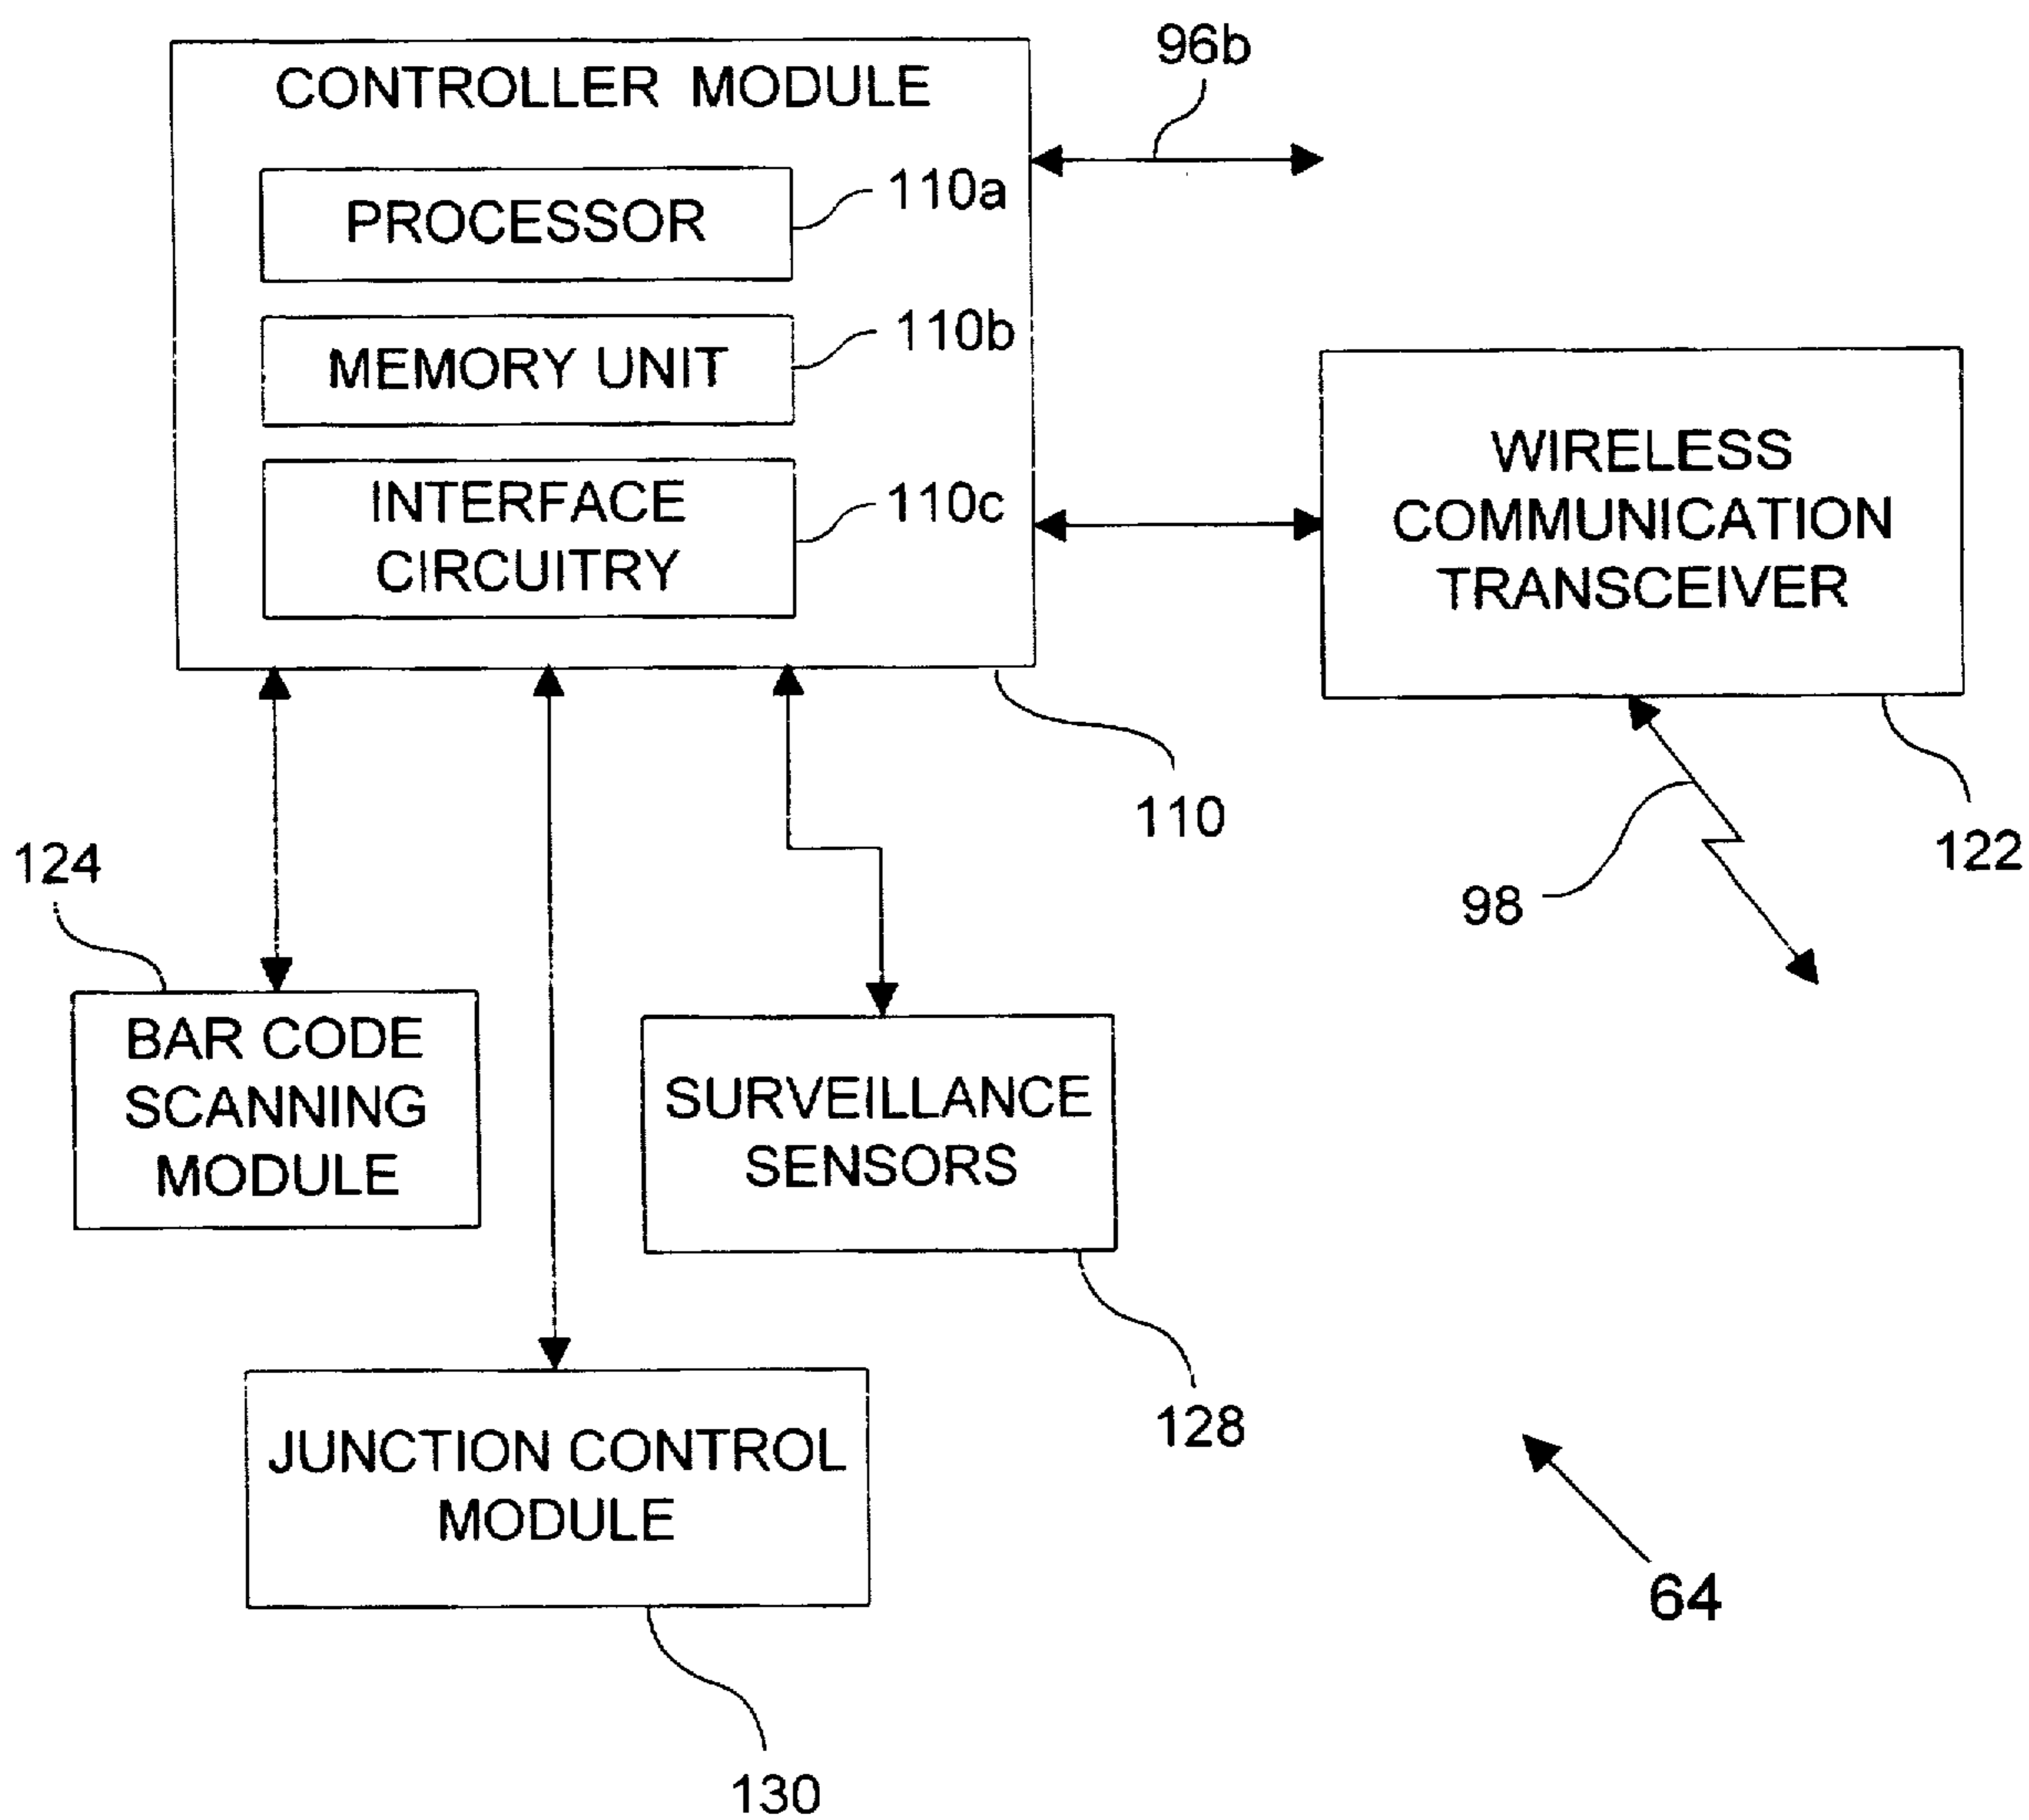 96b
CONTROLLER MODULE
PROCESSOR
110a
MEMORY UNIT
110b
INTERFACE
CIRCUITRY
110c
WIRELESS
COMMUNICATION
TRANSCEIVER
110
122
98
124
BAR CODE
SCANNING
MODULE
SURVEILLANCE
SENSORS
128
JUNCTION CONTROL
MODULE
130
64